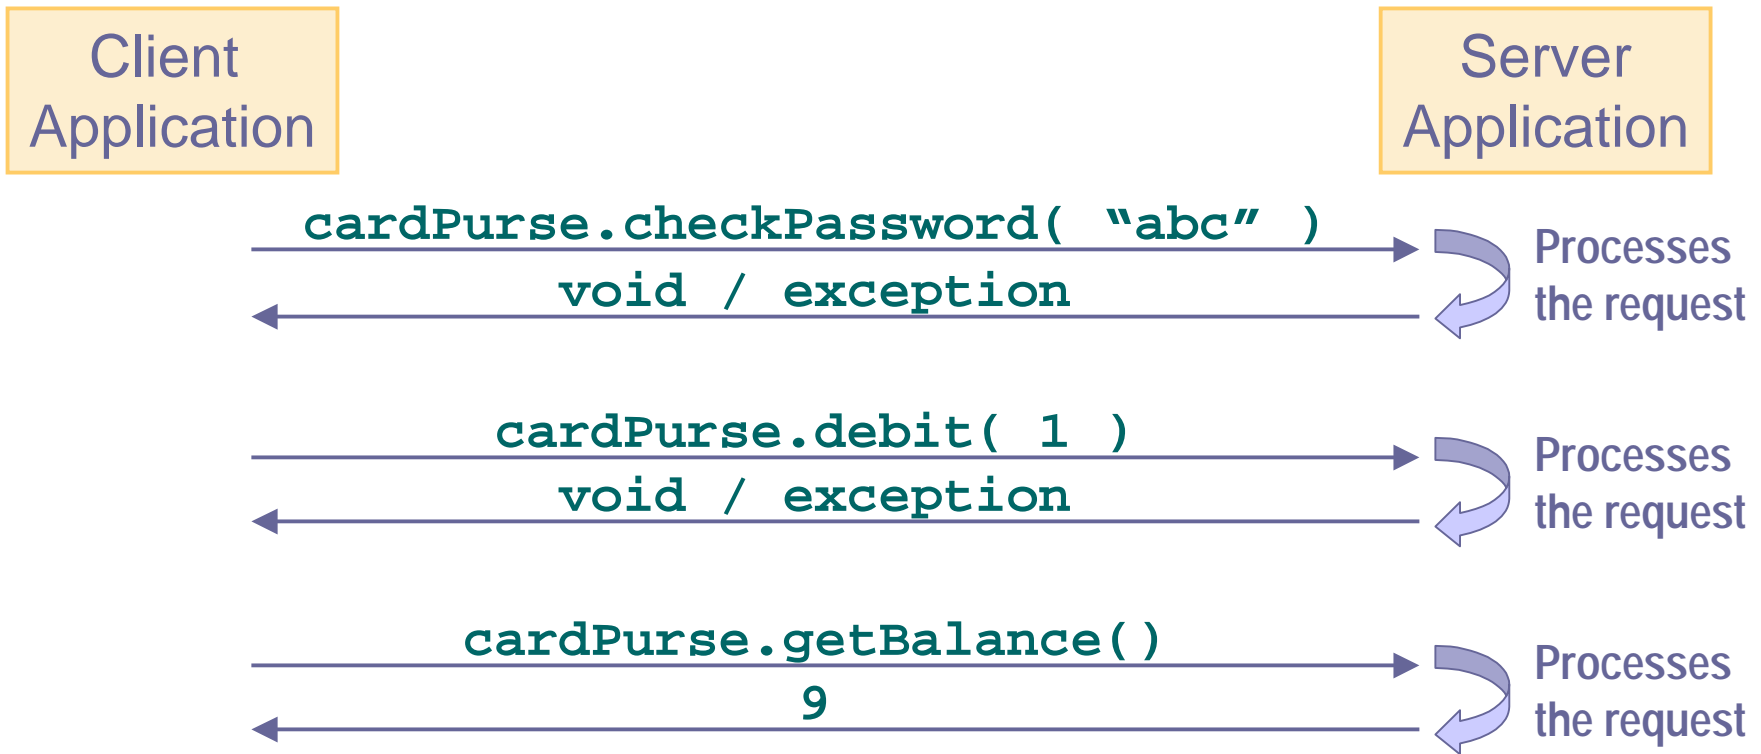 Client
Application
Server
Application
cardPurse.checkPassword( “abc” )
void / exception
Processes
the request
cardPurse.debit( 1 )
void / exception
Processes
the request
cardPurse.getBalance()
9
Processes
the request